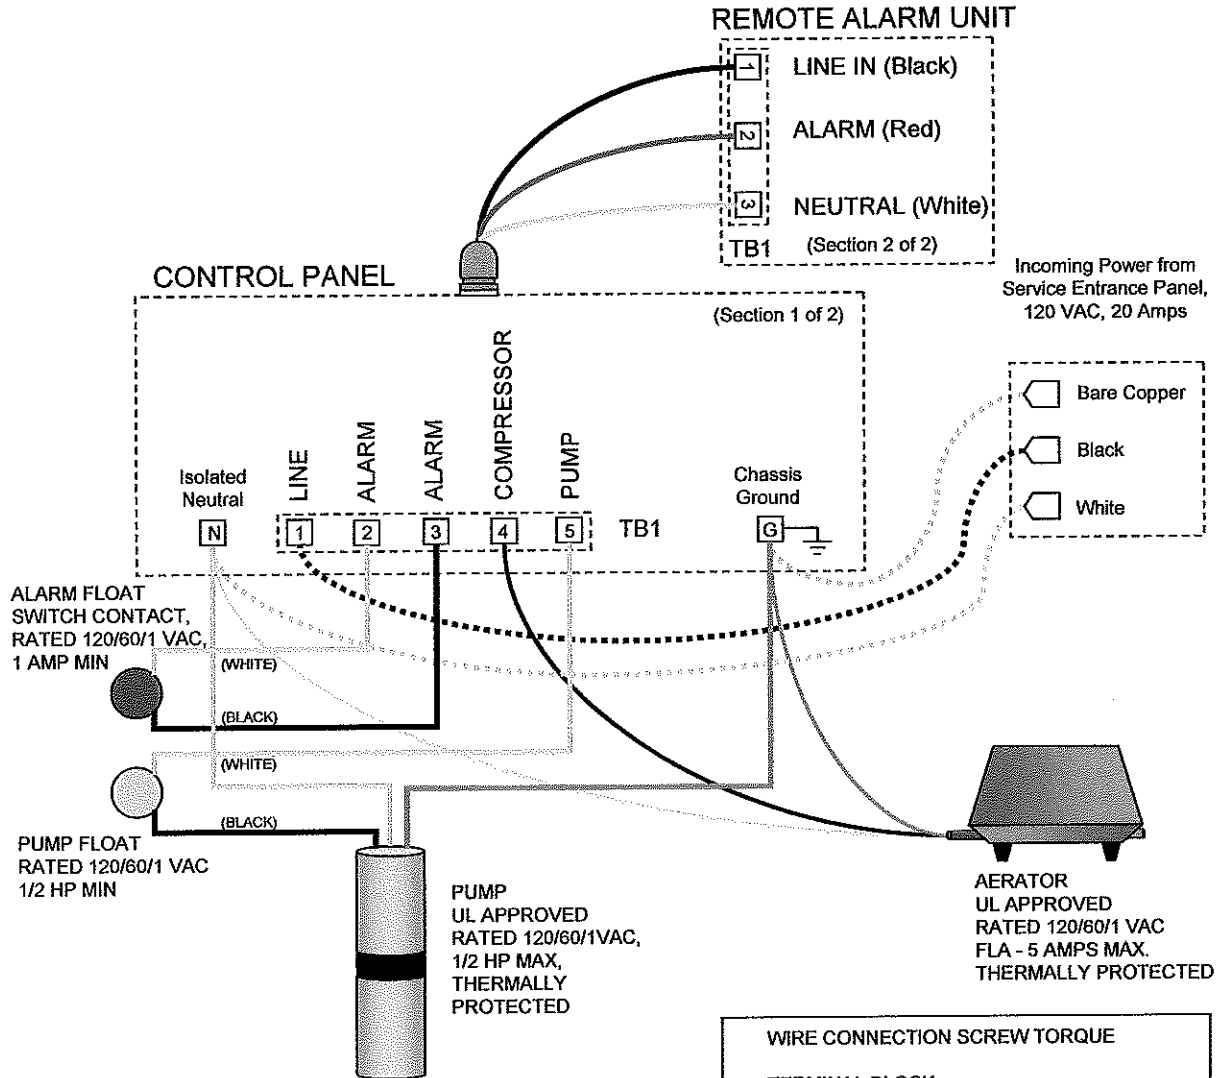 REMOTE ALARM UNIT
1
LINE IN (Black)
2
ALARM (Red)
3
NEUTRAL (White)
TB1
(Section 2 of 2)
CONTROL PANEL
(Section 1 of 2)
Incoming Power from
Service Entrance Panel,
120 VAC, 20 Amps
Bare Copper
Black
White
Isolated
Neutral
LINE
ALARM
ALARM
COMPRESSOR
PUMP
Chassis
Ground
N
1
2
3
4
5
TB1
G
ALARM FLOAT
SWITCH CONTACT,
RATED 120/60/1 VAC,
1 AMP MIN
(WHITE)
(BLACK)
(WHITE)
(BLACK)
PUMP FLOAT
RATED 120/60/1 VAC
1/2 HP MIN
PUMP
UL APPROVED
RATED 120/60/1VAC,
1/2 HP MAX,
THERMALLY
PROTECTED
AERATOR
UL APPROVED
RATED 120/60/1 VAC
FLA - 5 AMPS MAX.
THERMALLY PROTECTED
WIRE CONNECTION SCREW TORQUE